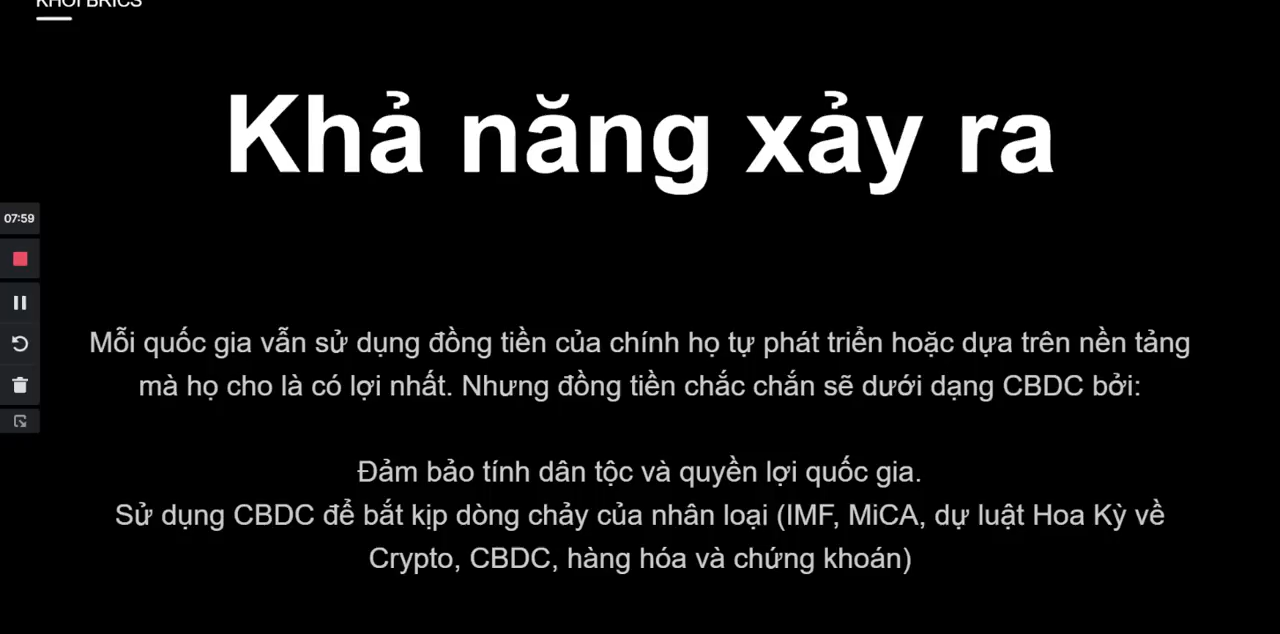 KHỐI BRICS
Khả năng xảy ra
07:59
Mỗi quốc gia vẫn sử dụng đồng tiền của chính họ tự phát triển hoặc dựa trên nền tảng
mà họ cho là có lợi nhất. Nhưng đồng tiền chắc chắn sẽ dưới dạng CBDC bởi:
Đảm bảo tính dân tộc và quyền lợi quốc gia.
Sử dụng CBDC để bắt kịp dòng chảy của nhân loại (IMF, MiCA, dự luật Hoa Kỳ về
Crypto, CBDC, hàng hóa và chứng khoán)